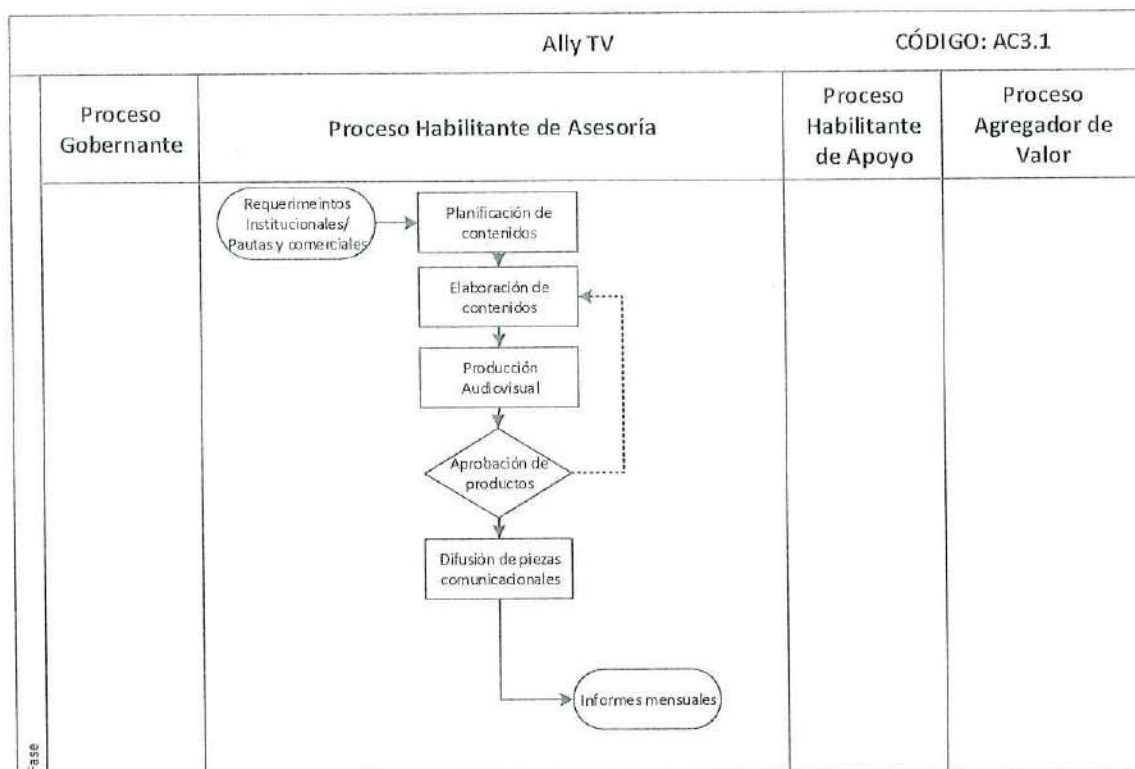 Ally TV
CÓDIGO: AC3.1
Proceso
Gobernante
Proceso Habilitante de Asesoría
Proceso
Habilitante
de Apoyo
Proceso
Agregador de
Valor
Requerimeintos
Institucionales/
Pautas y comerciales
Planificación de
contenidos
Elaboración de
contenidos
Producción
Audiovisual
Aprobación de
productos
Difusión de piezas
comunicacionales
Informes mensuales
Fase